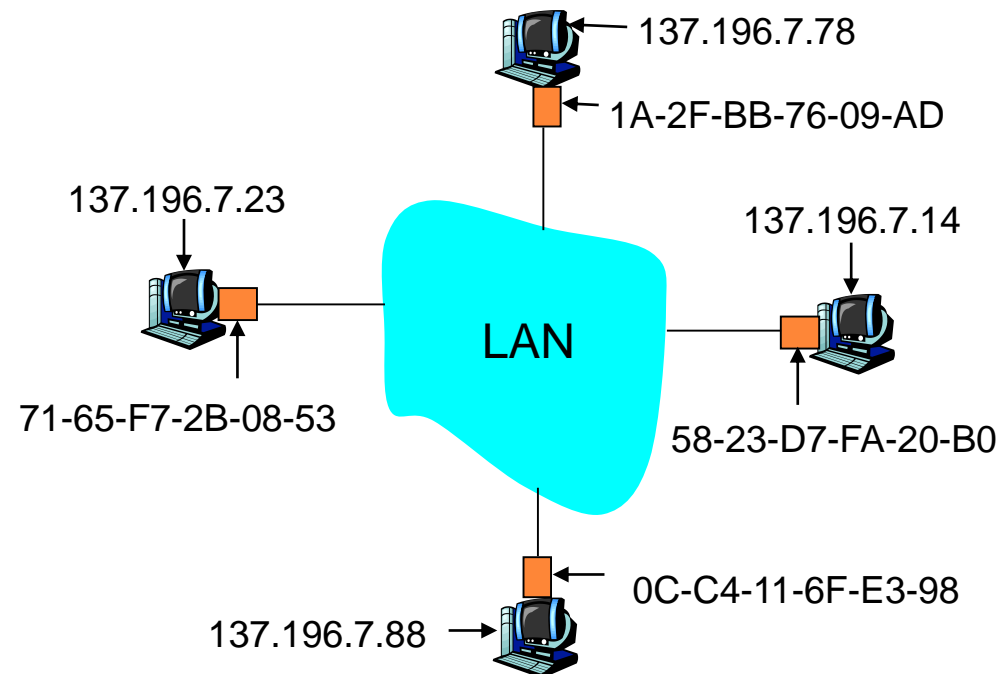 137.196.7.78
1A-2F-BB-76-09-AD
137.196.7.23
137.196.7.14
LAN
71-65-F7-2B-08-53
58-23-D7-FA-20-B0
0C-C4-11-6F-E3-98
137.196.7.88